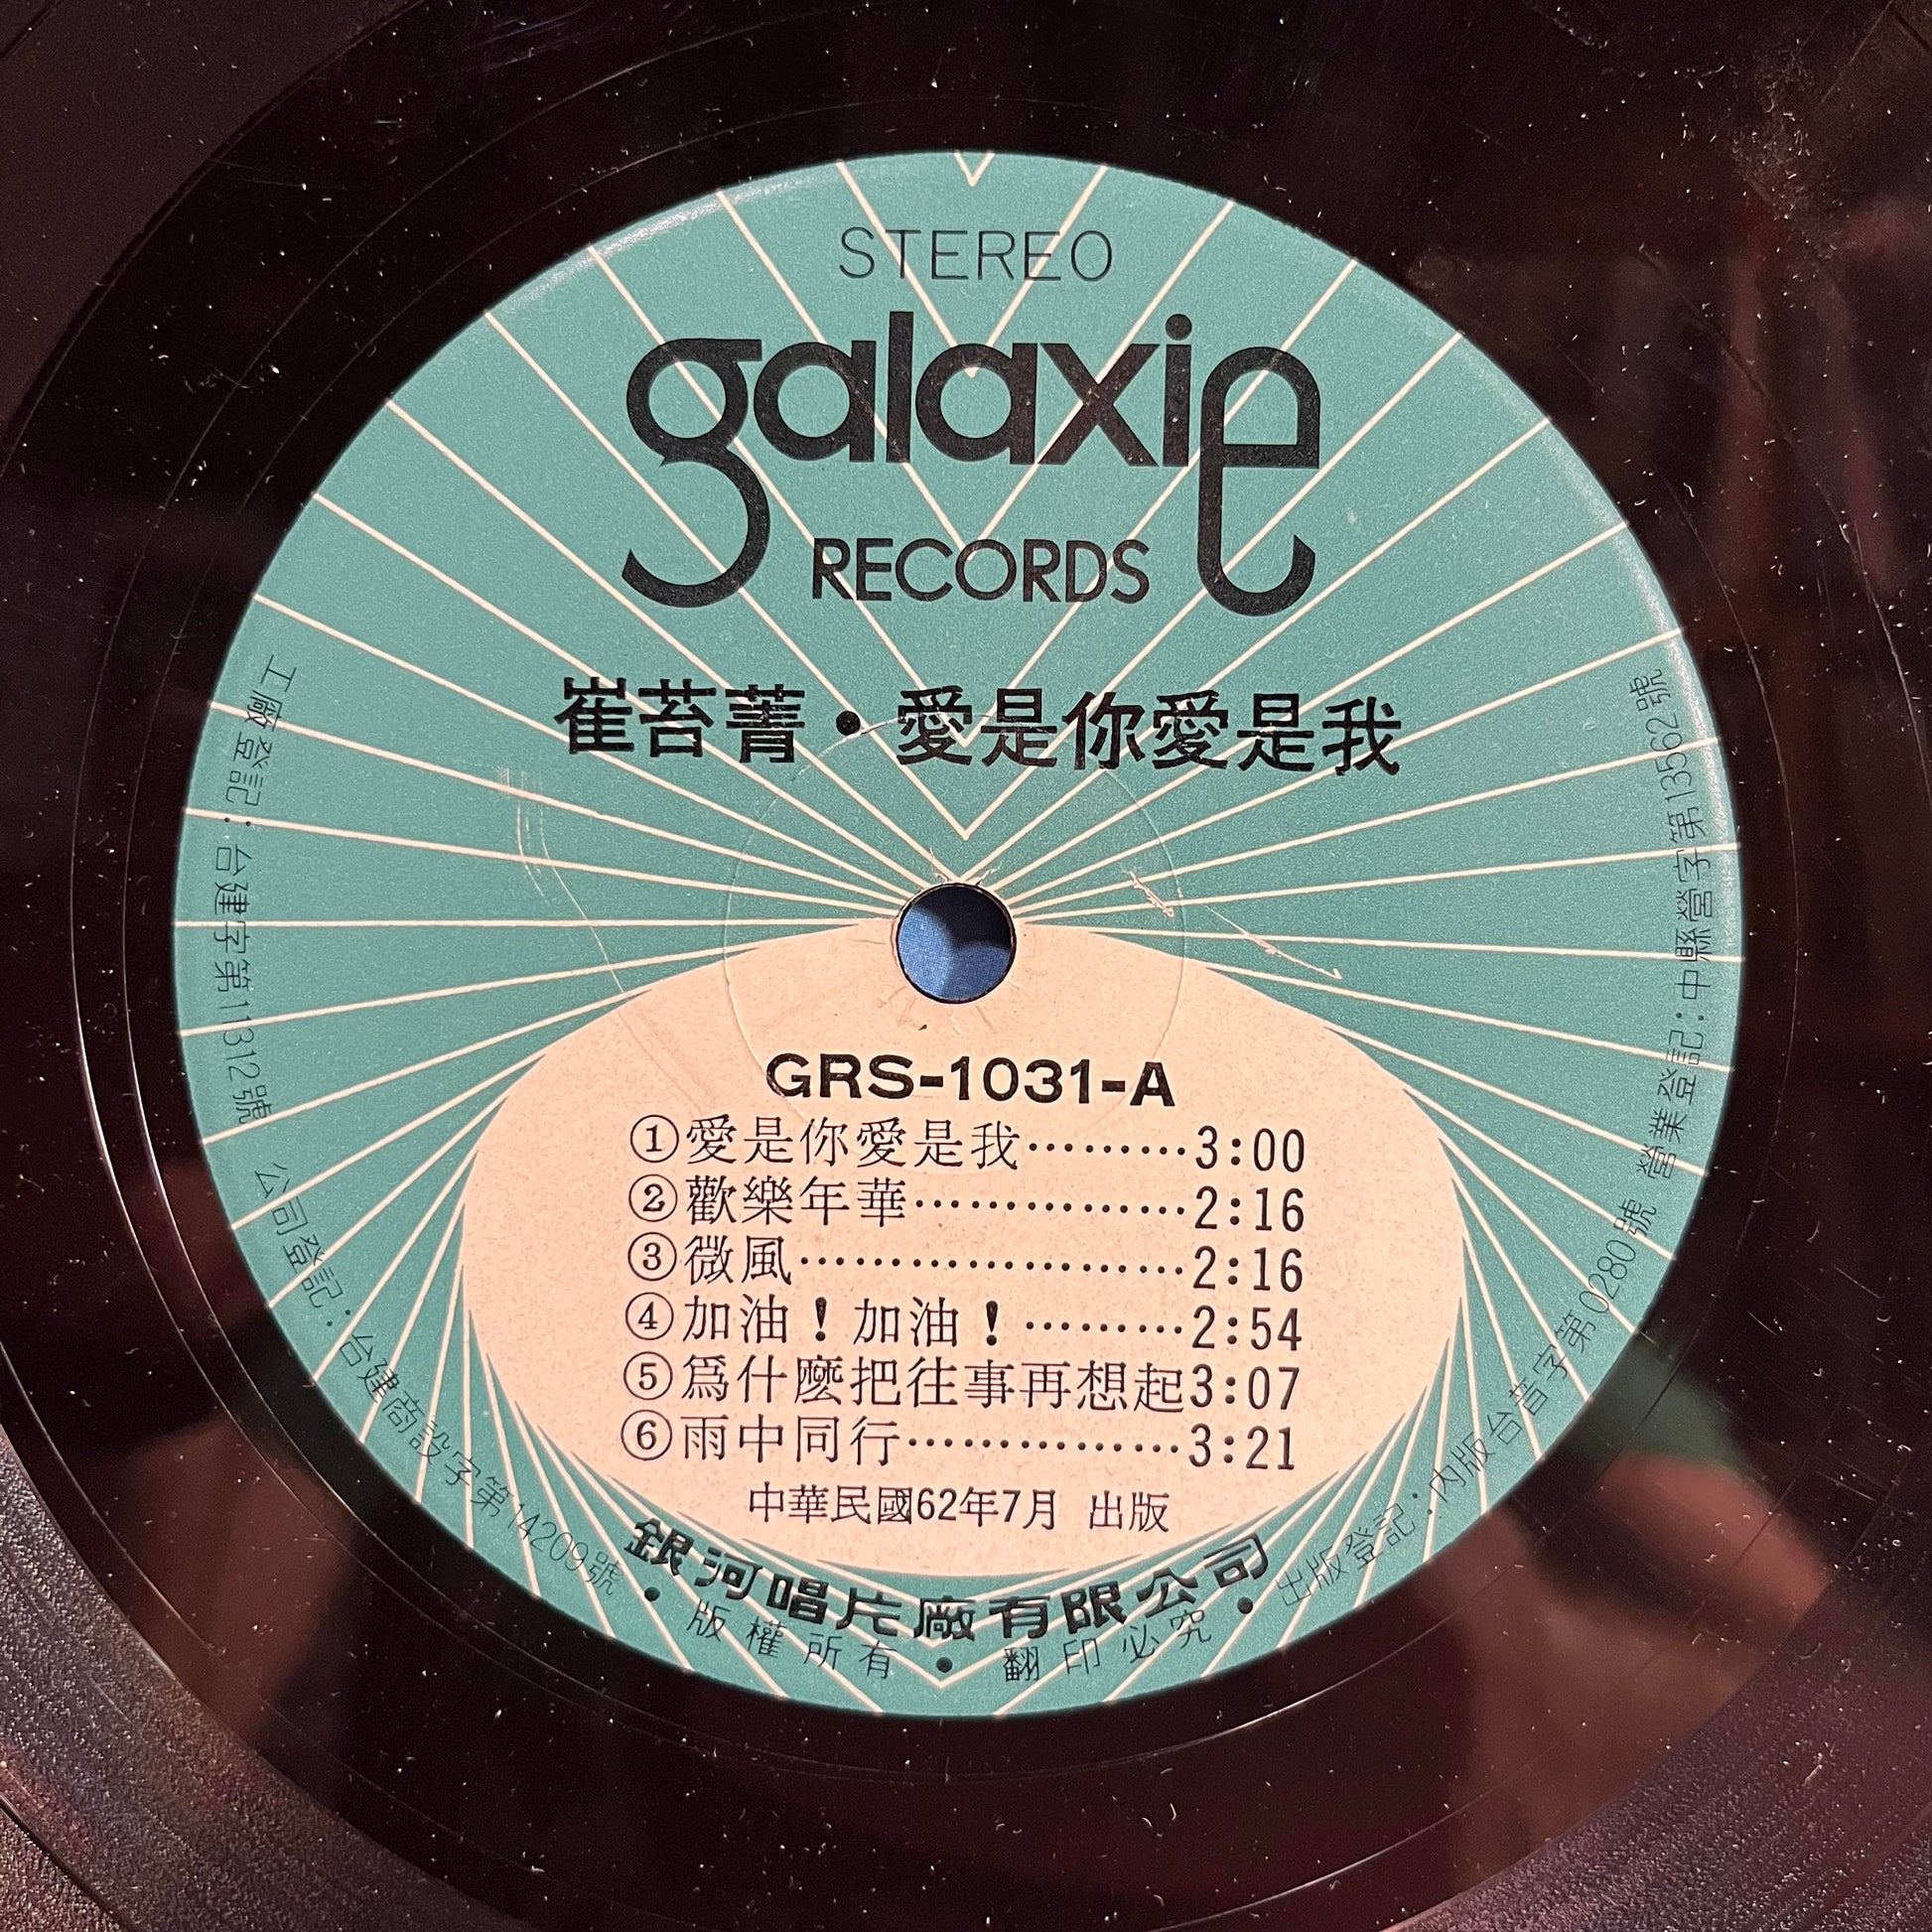 STEREO
galaxie
RECORDS
崔苔菁・愛是你愛是我
GRS-1031-A
①愛是你愛是我………3:00
②歡樂年華……………2:16
③微風…………………2:16
④加油！加油！………2:54
⑤爲什麼把往事再想起3:07
⑥雨中同行……………3:21
中華民國62年7月 出版
銀河唱片廠有限公司
工廠登記：台建字第11312號
公司登記：台建商設字第14209號
・版權所有・翻印必究・
出版登記：內版台音字第0280號
營業登記：中縣營字第13562號